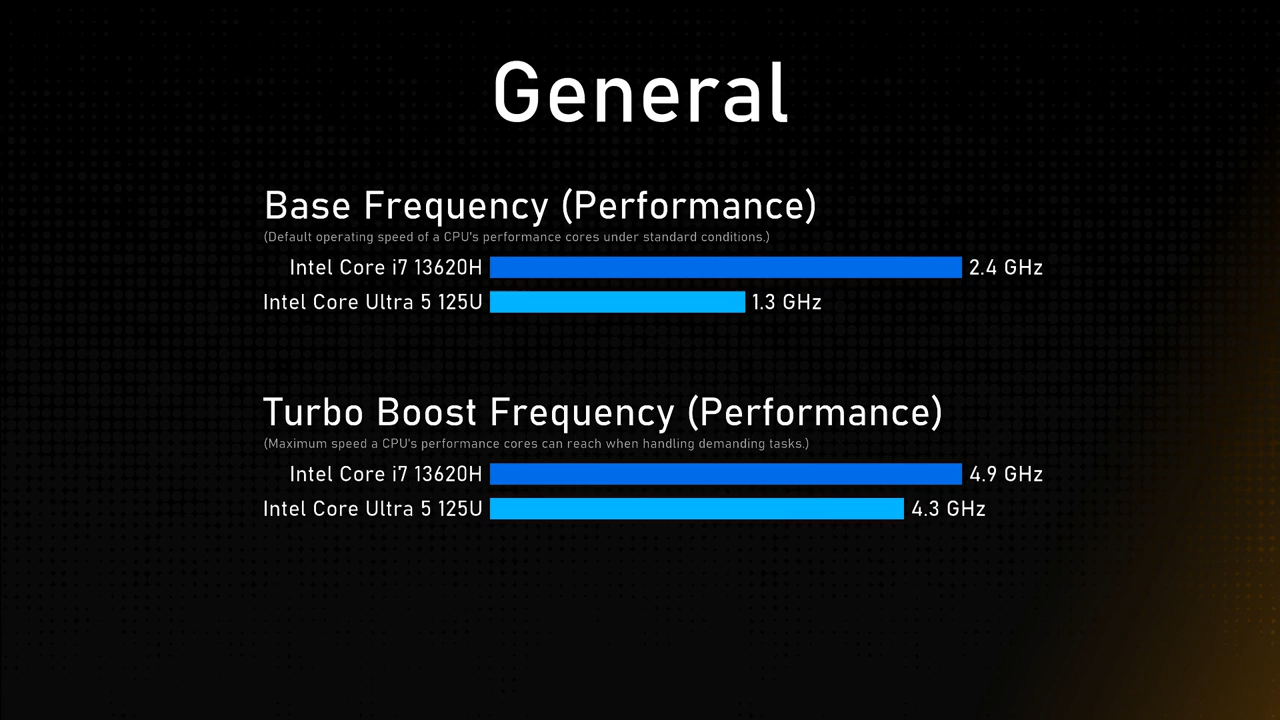 General
Base Frequency (Performance)
(Default operating speed of a CPU's performance cores under standard conditions.)
Intel Core i7 13620H 2.4 GHz
Intel Core Ultra 5 125U 1.3 GHz
Turbo Boost Frequency (Performance)
(Maximum speed a CPU's performance cores can reach when handling demanding tasks.)
Intel Core i7 13620H 4.9 GHz
Intel Core Ultra 5 125U 4.3 GHz